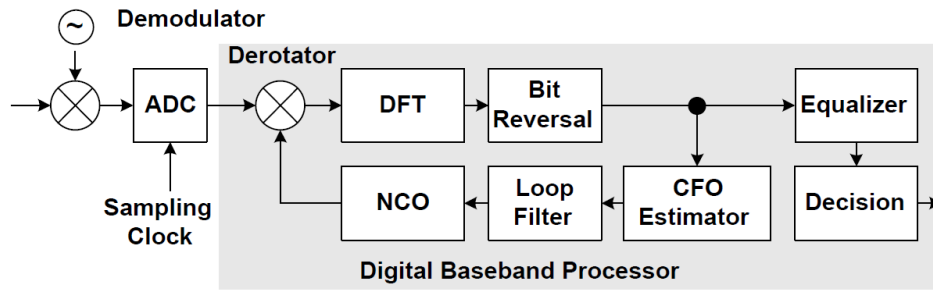 ~
Demodulator
Derotator
ADC
DFT
Bit
Reversal
Equalizer
Sampling
Clock
NCO
Loop
Filter
CFO
Estimator
Decision
Digital Baseband Processor